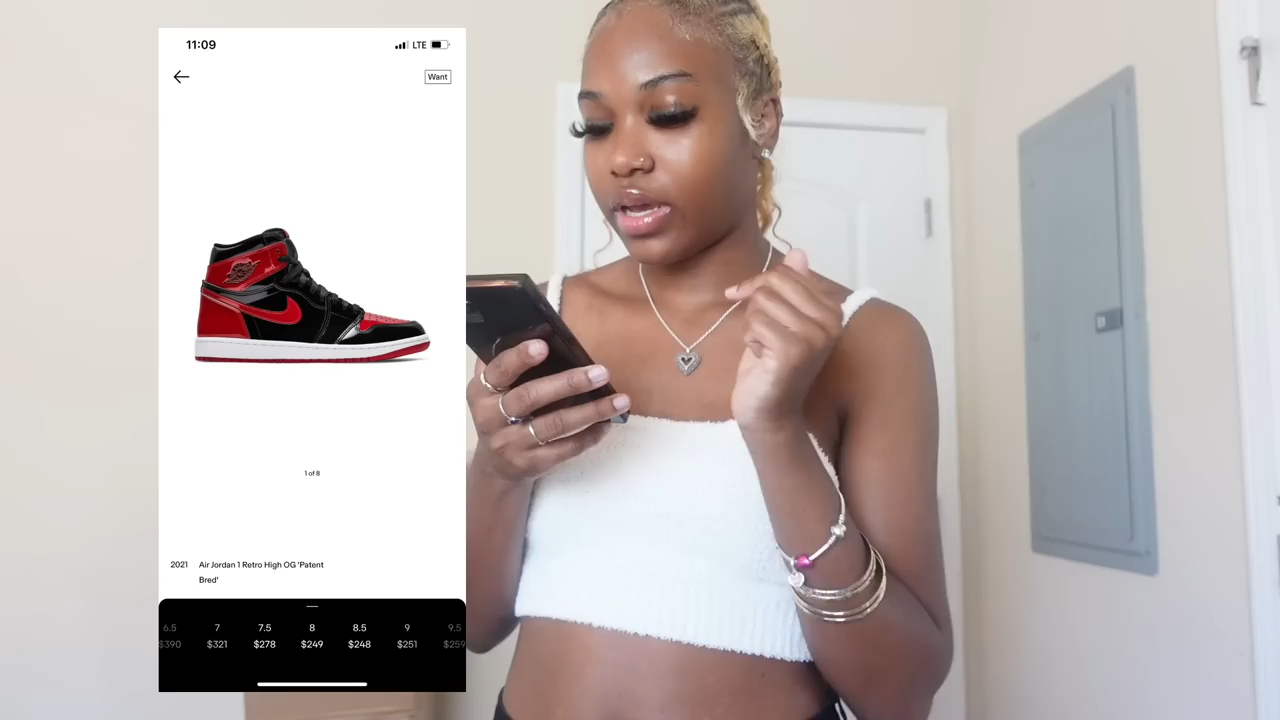 11:09
LTE
Want
1 of 8
2021 Air Jordan 1 Retro High OG 'Patent
Bred'
6.5 7 7.5 8 8.5 9 9.5
$390 $321 $278 $249 $248 $251 $259